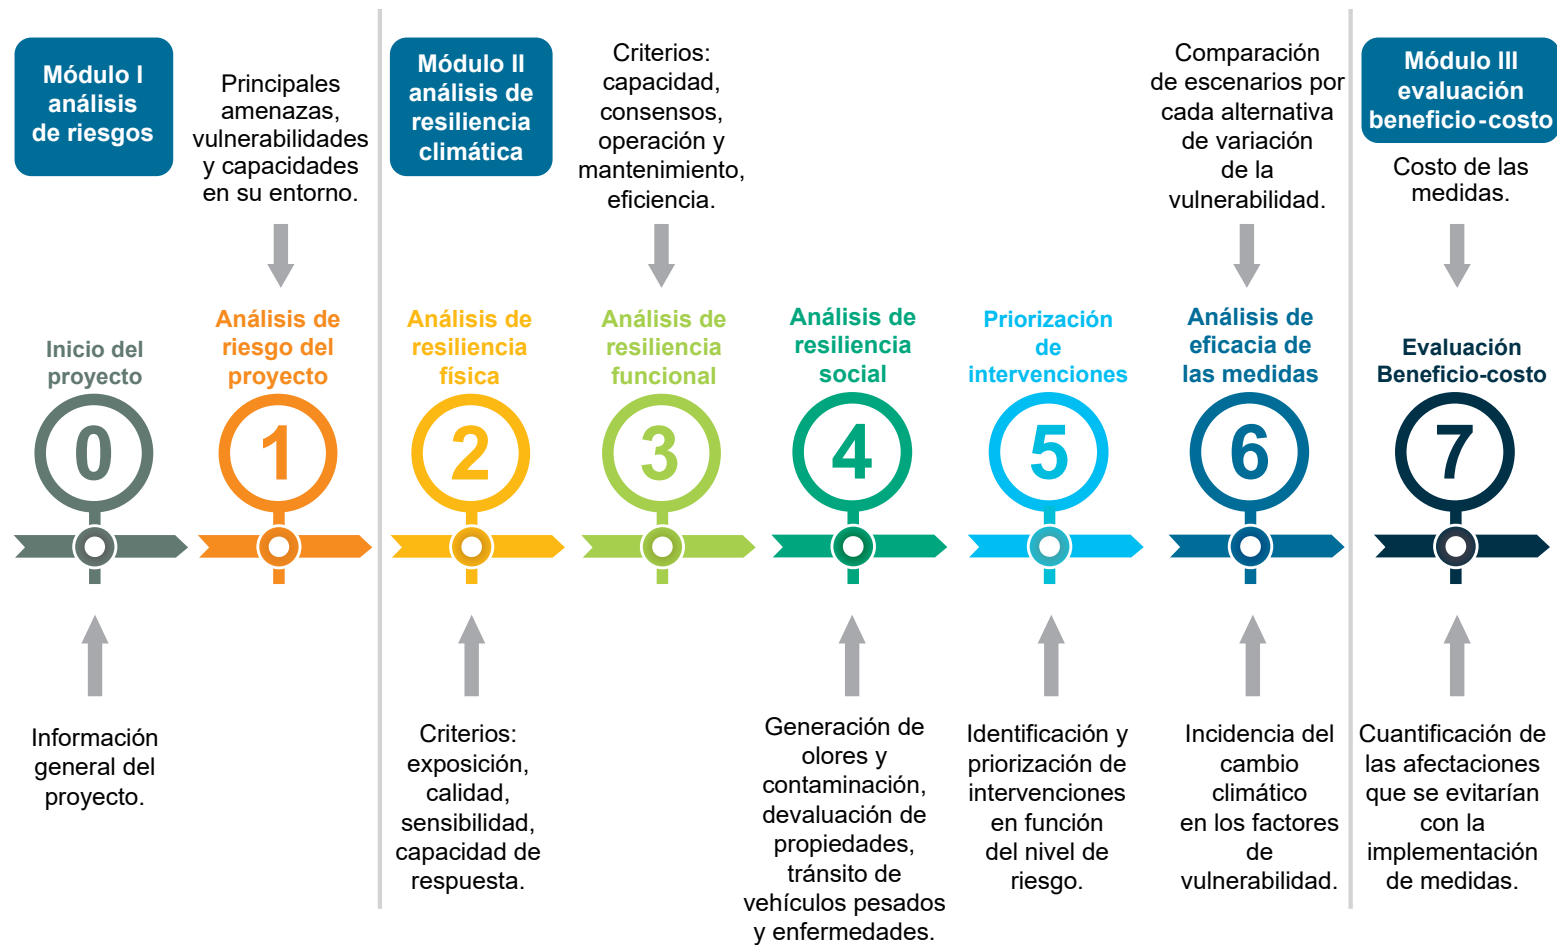 Módulo I
análisis
de riesgos
Principales
amenazas,
vulnerabilidades
y capacidades
en su entorno.
Módulo II
análisis de
resiliencia
climática
Criterios:
capacidad,
consensos,
operación y
mantenimiento,
eficiencia.
Comparación
de escenarios por
cada alternativa
de variación
de la
vulnerabilidad.
Módulo III
evaluación
beneficio-costo
Costo de las
medidas.
Inicio del
proyecto
Análisis de
riesgo del
proyecto
Análisis de
resiliencia
física
Análisis de
resiliencia
funcional
Análisis de
resiliencia
social
Priorización
de
intervenciones
Análisis de
eficacia de
las medidas
Evaluación
Beneficio-costo
0
1
2
3
4
5
6
7
Información
general del
proyecto.
Criterios:
exposición,
calidad,
sensibilidad,
capacidad de
respuesta.
Generación de
olores y
contaminación,
devaluación de
propiedades,
tránsito de
vehículos pesados
y enfermedades.
Identificación y
priorización de
intervenciones
en función
del nivel de
riesgo.
Incidencia del
cambio
climático
en los factores
de
vulnerabilidad.
Cuantificación de
las afectaciones
que se evitarían
con la
implementación
de medidas.